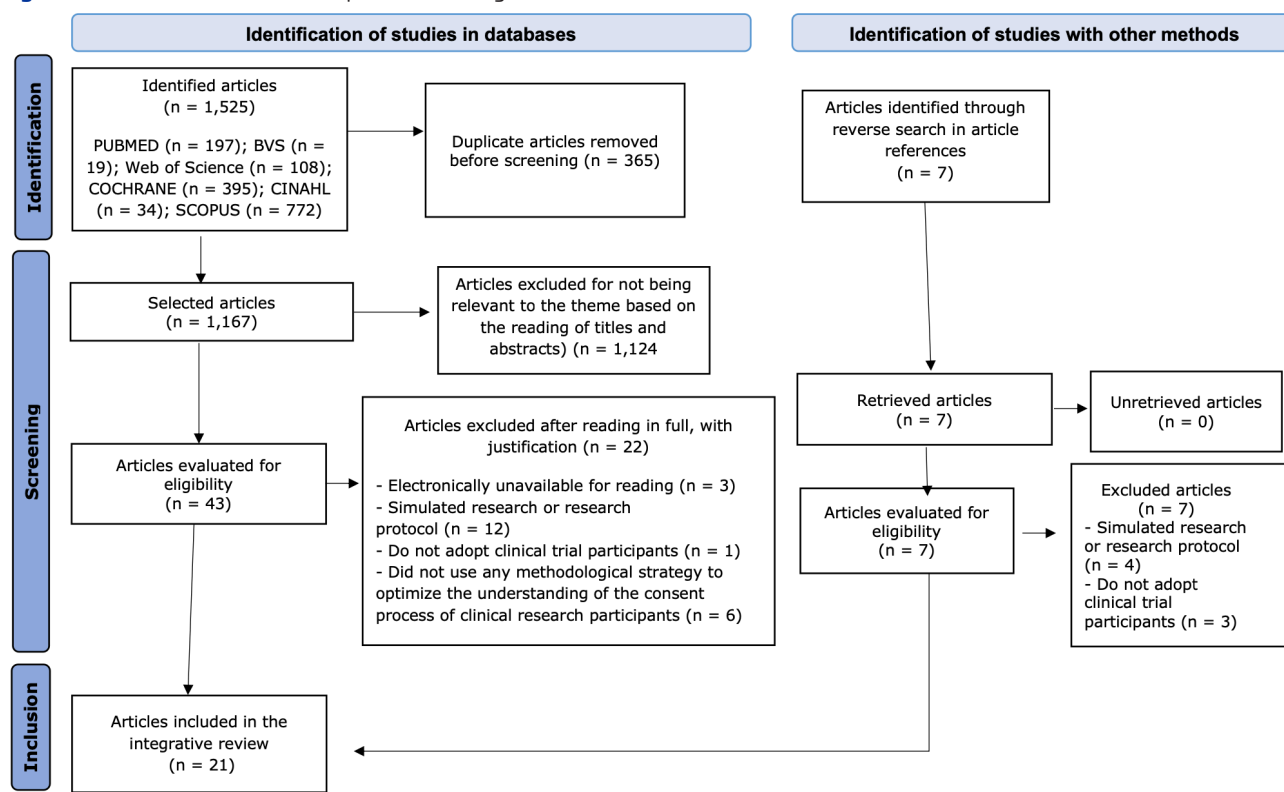 Identification of studies in databases
Identification of studies with other methods
Identification
Identified articles
(n = 1,525)
PUBMED (n = 197); BVS (n =
19); Web of Science (n = 108);
COCHRANE (n = 395); CINAHL
(n = 34); SCOPUS (n = 772)
Duplicate articles removed
before screening (n = 365)
Articles identified through
reverse search in article
references
(n = 7)
Screening
Selected articles
(n = 1,167)
Articles excluded for not being
relevant to the theme based on
the reading of titles and
abstracts) (n = 1,124
Articles evaluated for
eligibility
(n = 43)
Articles excluded after reading in full, with
justification (n = 22)
- Electronically unavailable for reading (n = 3)
- Simulated research or research
protocol (n = 12)
- Do not adopt clinical trial participants (n = 1)
- Did not use any methodological strategy to
optimize the understanding of the consent
process of clinical research participants (n = 6)
Retrieved articles
(n = 7)
Unretrieved articles
(n = 0)
Articles evaluated for
eligibility
(n = 7)
Excluded articles
(n = 7)
- Simulated research
or research protocol
(n = 4)
- Do not adopt
clinical trial
participants (n = 3)
Inclusion
Articles included in the
integrative review
(n = 21)